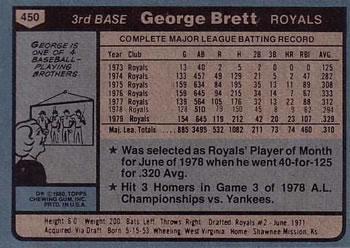 450 3rd BASE George Brett ROYALS
GEORGE IS
ONE OF 4
BASEBALL-
PLAYING
BROTHERS.
D★ © 1980, TOPPS
CHEWING GUM, INC.
PRTD. IN U.S.A.
COMPLETE MAJOR LEAGUE BATTING RECORD
YEAR CLUB G AB R H 2B 3B HR RBI AVG
1973 Royals 13 40 2 5 2 0 0 0 .125
1974 Royals 133 457 49 129 21 5 2 47 .282
1975 Royals 159 634 84 195 35 13 11 89 .308
1976 Royals 159 645 94 215 34 14 7 67 .333
1977 Royals 139 564 105 176 32 13 22 88 .312
1978 Royals 128 510 79 150 45 8 9 62 .294
1979 Royals 154 645 119 212 42 20 23 107 .329
Maj. Lea. Totals 885 3495 532 1082 211 73 74 460 .310
★ Was selected as Royals' Player of Month
for June of 1978 when he went 40-for-125
for .320 Avg.
★ Hit 3 Homers in Game 3 of 1978 A.L.
Championships vs. Yankees.
Height: 6.0 Weight: 200 Bats: Left Throws: Right Drafted: Royals #2 - June, 1971
Acquired: Via Draft Born: 5-15-53 Wheeling, West Virginia Home: Shawnee Mission, Ks.